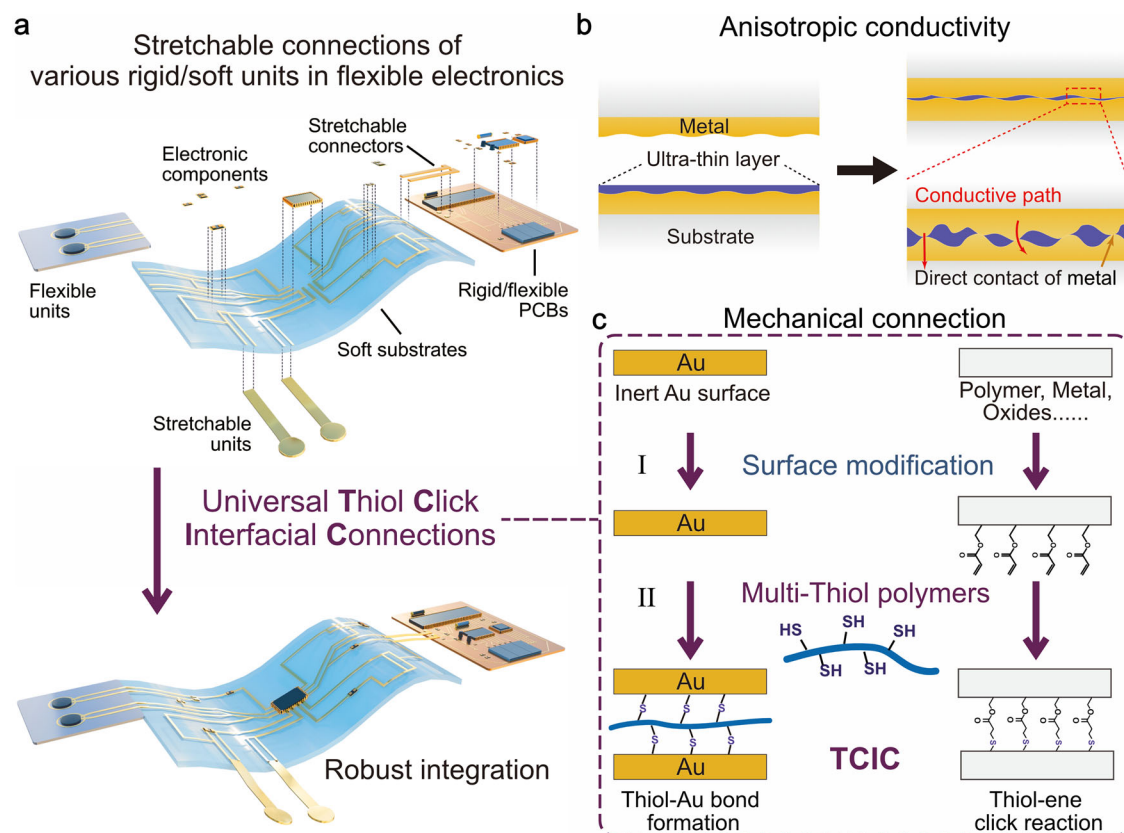 a
Stretchable connections of
various rigid/soft units in flexible electronics
Stretchable
connectors
Electronic
components
Flexible
units
Rigid/flexible
PCBs
Soft substrates
Stretchable
units
Universal Thiol Click
Interfacial Connections
Robust integration
b
Anisotropic conductivity
Metal
Ultra-thin layer
Substrate
Conductive path
Direct contact of metal
c
Mechanical connection
Au
Inert Au surface
Polymer, Metal,
Oxides......
I
Surface modification
Au
O O O O
O O O O
II
Multi-Thiol polymers
HS SH SH
SH SH
Au
S S S
S S S
Au
O O O O
O O O O
S S S S
TCIC
Thiol-Au bond
formation
Thiol-ene
click reaction